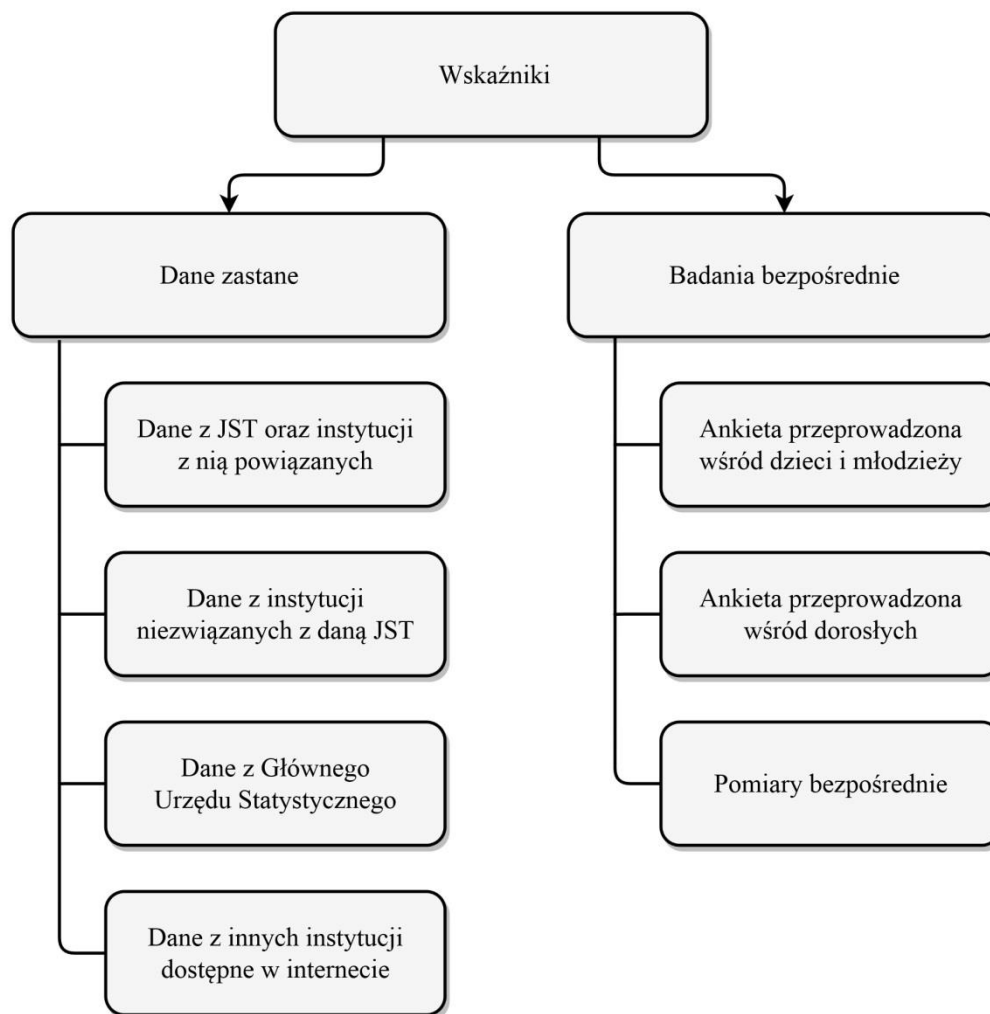 Wskaźniki
Dane zastane
Dane z JST oraz instytucji
z nią powiązanych
Dane z instytucji
niezwiązanych z daną JST
Dane z Głównego
Urzędu Statystycznego
Dane z innych instytucji
dostępne w internecie
Badania bezpośrednie
Ankieta przeprowadzona
wśród dzieci i młodzieży
Ankieta przeprowadzona
wśród dorosłych
Pomiary bezpośrednie